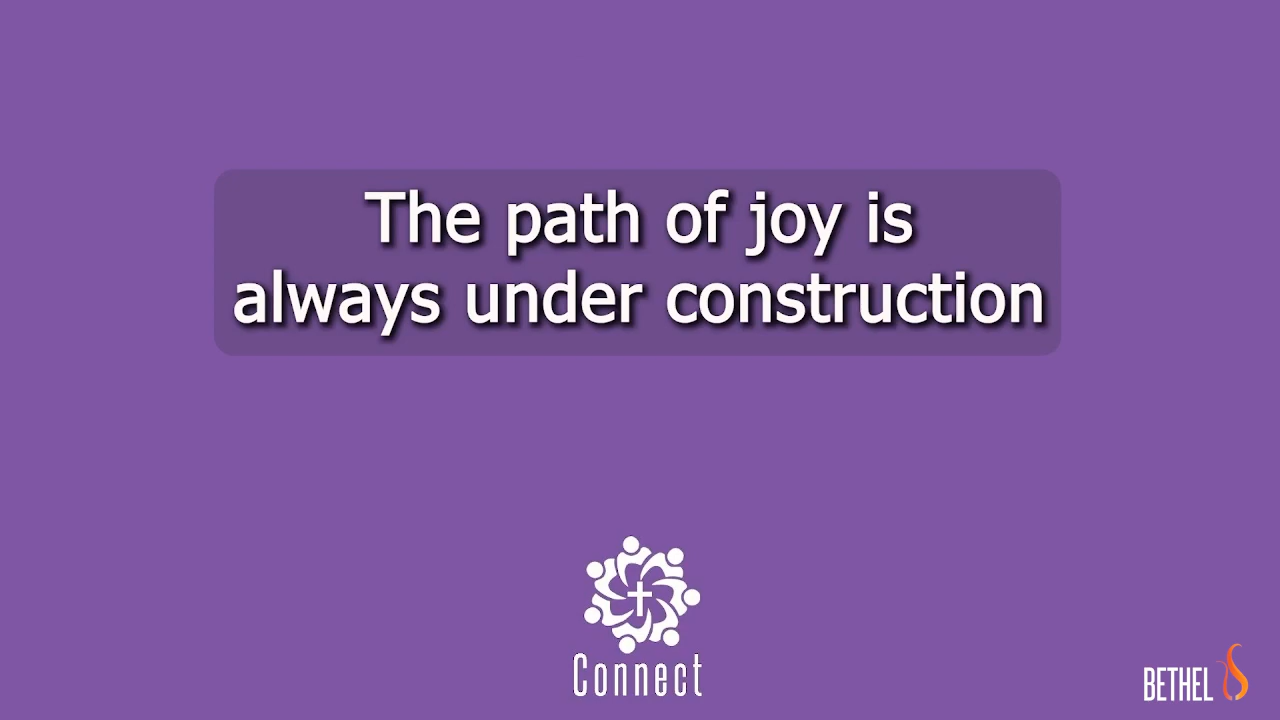 The path of joy is
always under construction
Connect
BETHEL